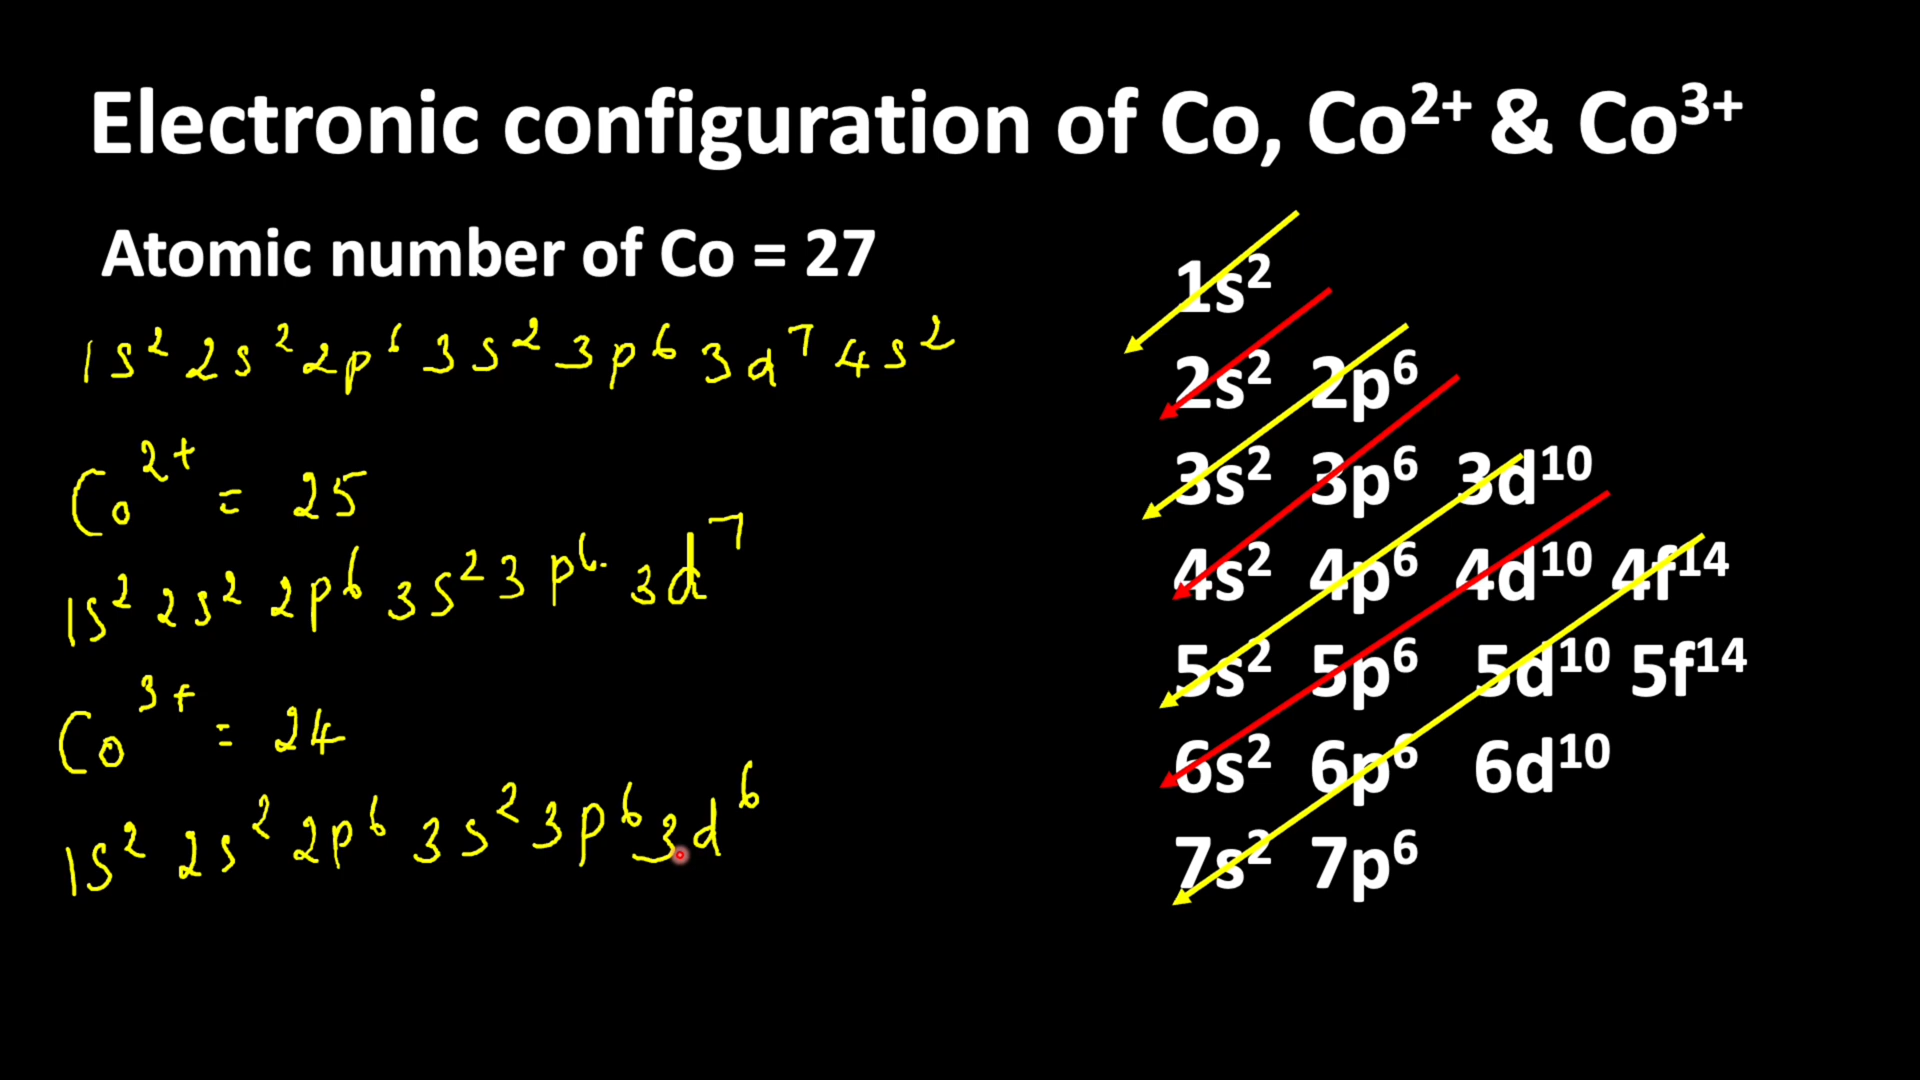 Electronic configuration of Co, Co²⁺ & Co³⁺
Atomic number of Co = 27
1s² 2s² 2p⁶ 3s² 3p⁶ 3d⁷ 4s²
Co²⁺ = 25
1s² 2s² 2p⁶ 3s² 3p⁶ 3d⁷
Co³⁺ = 24
1s² 2s² 2p⁶ 3s² 3p⁶ 3d⁶
1s²
2s² 2p⁶
3s² 3p⁶ 3d¹⁰
4s² 4p⁶ 4d¹⁰ 4f¹⁴
5s² 5p⁶ 5d¹⁰ 5f¹⁴
6s² 6p⁶ 6d¹⁰
7s² 7p⁶